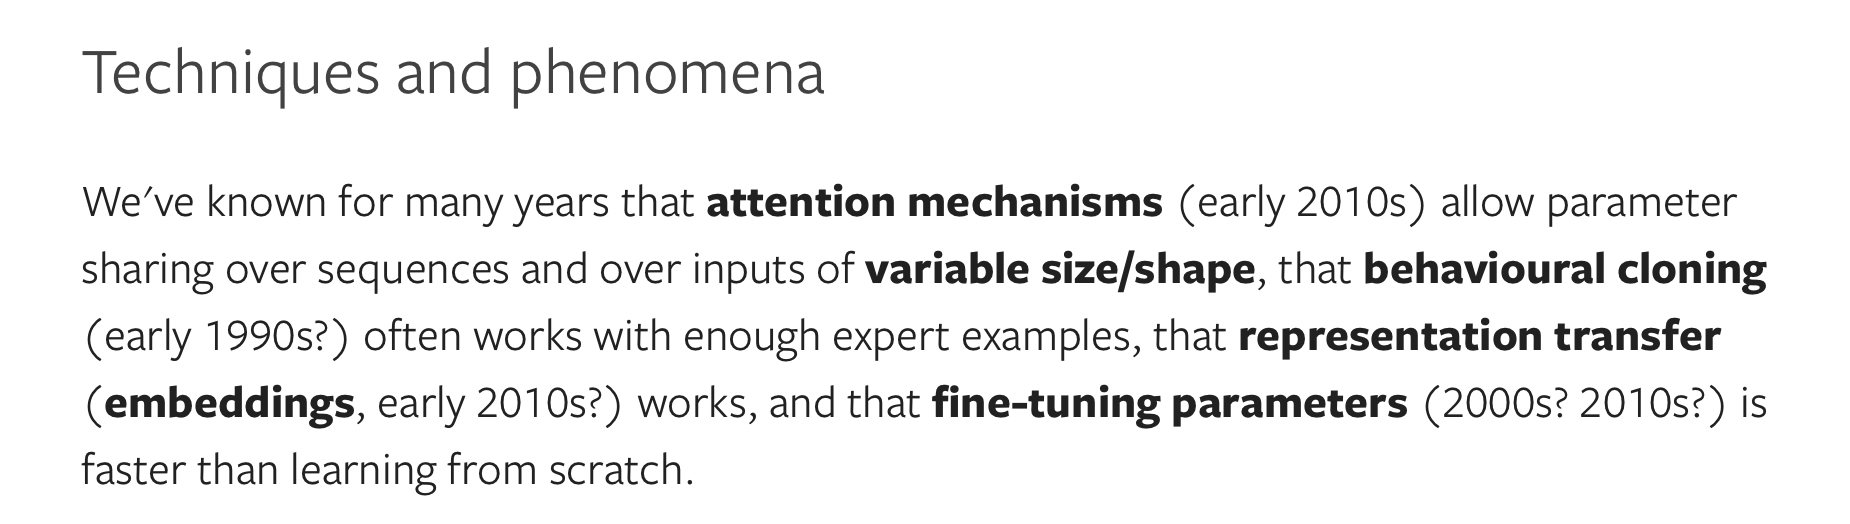 Techniques and phenomena
We've known for many years that attention mechanisms (early 2010s) allow parameter
sharing over sequences and over inputs of variable size/shape, that behavioural cloning
(early 1990s?) often works with enough expert examples, that representation transfer
(embeddings, early 2010s?) works, and that fine-tuning parameters (2000s? 2010s?) is
faster than learning from scratch.